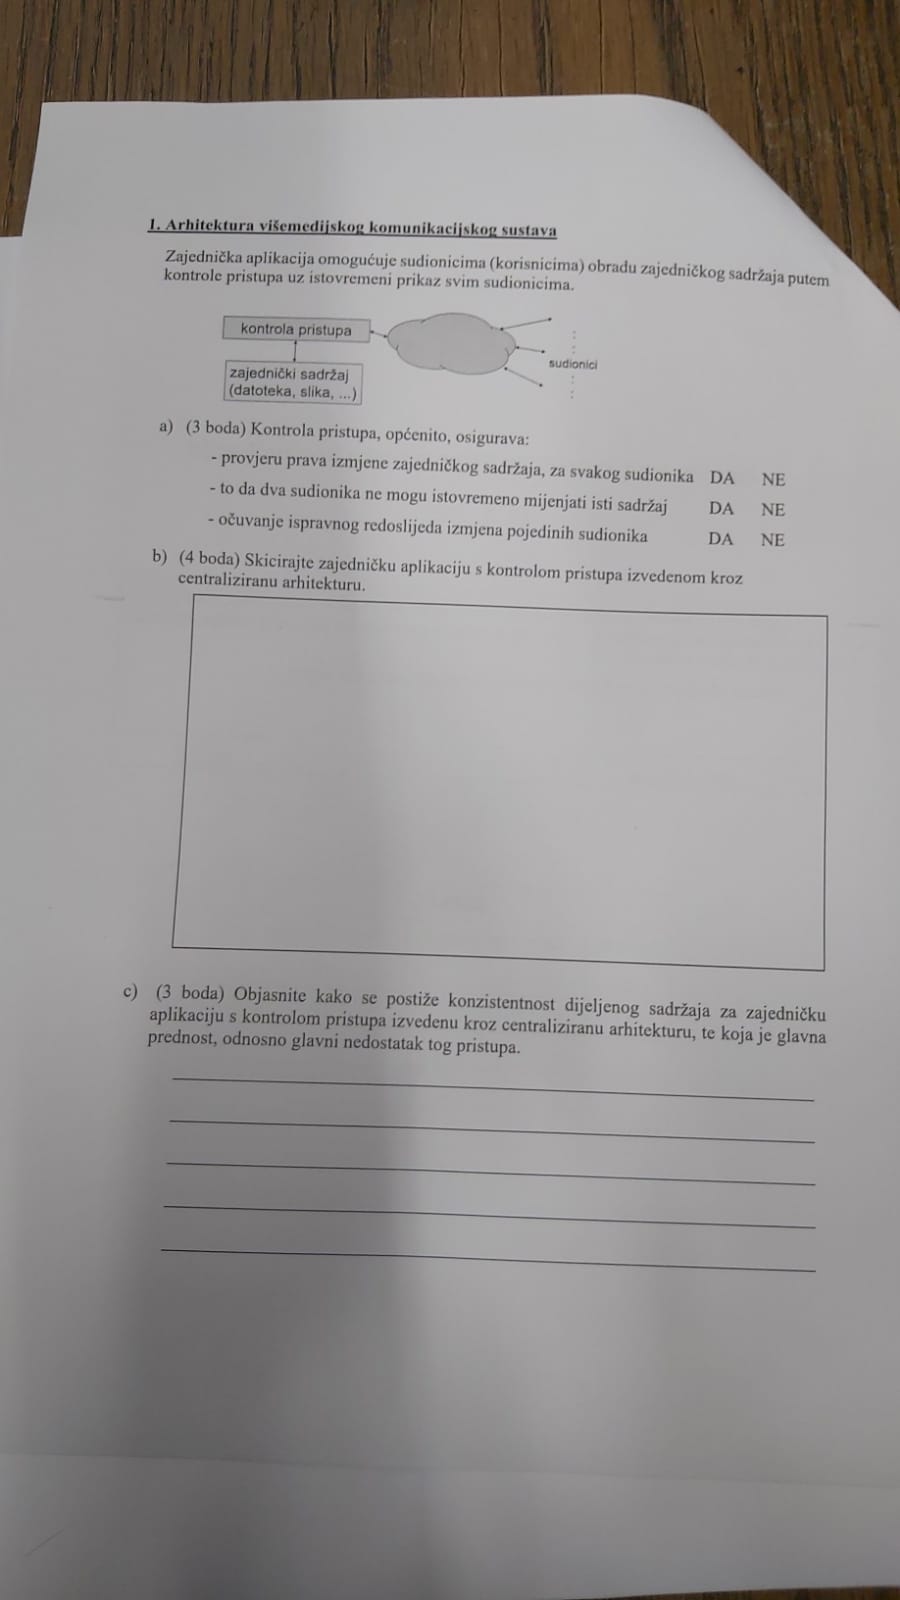 1. Arhitektura višemedijskog komunikacijskog sustava
Zajednička aplikacija omogućuje sudionicima (korisnicima) obradu zajedničkog sadržaja putem
kontrole pristupa uz istovremeni prikaz svim sudionicima.
kontrola pristupa
zajednički sadržaj
(datoteka, slika, ...)
sudionici
a) (3 boda) Kontrola pristupa, općenito, osigurava:
- provjeru prava izmjene zajedničkog sadržaja, za svakog sudionika DA NE
- to da dva sudionika ne mogu istovremeno mijenjati isti sadržaj DA NE
- očuvanje ispravnog redoslijeda izmjena pojedinih sudionika DA NE
b) (4 boda) Skicirajte zajedničku aplikaciju s kontrolom pristupa izvedenom kroz
centraliziranu arhitekturu.
c) (3 boda) Objasnite kako se postiže konzistentnost dijeljenog sadržaja za zajedničku
aplikaciju s kontrolom pristupa izvedenu kroz centraliziranu arhitekturu, te koja je glavna
prednost, odnosno glavni nedostatak tog pristupa.